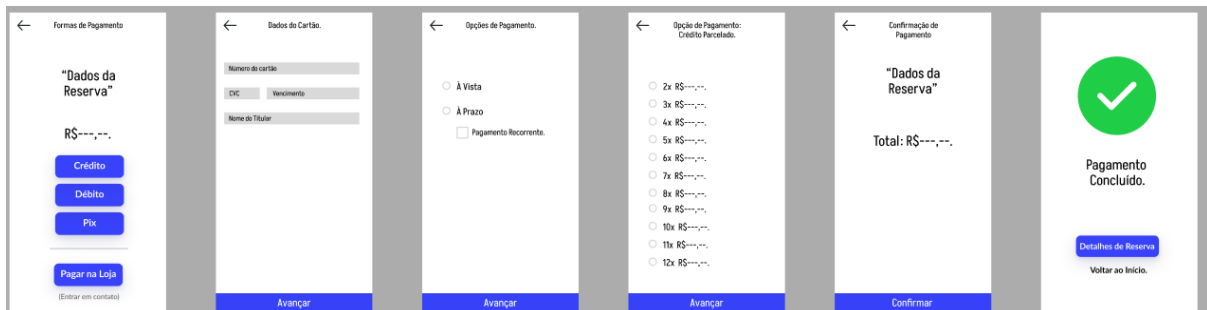 Formas de Pagamento
“Dados da
Reserva”
R$---,--.
Crédito
Débito
Pix
Pagar na Loja
(Entrar em contato)
Dados do Cartão.
Número do cartão
CVC
Vencimento
Nome do Titular
Avançar
Opções de Pagamento.
À Vista
À Prazo
Pagamento Recorrente.
Avançar
Opção de Pagamento:
Crédito Parcelado.
2x R$---,--.
3x R$---,--.
4x R$---,--.
5x R$---,--.
6x R$---,--.
7x R$---,--.
8x R$---,--.
9x R$---,--.
10x R$---,--.
11x R$---,--.
12x R$---,--.
Avançar
Confirmação de
Pagamento
“Dados da
Reserva”
Total: R$---,--.
Confirmar
Pagamento
Concluído.
Detalhes de Reserva
Voltar ao Início.